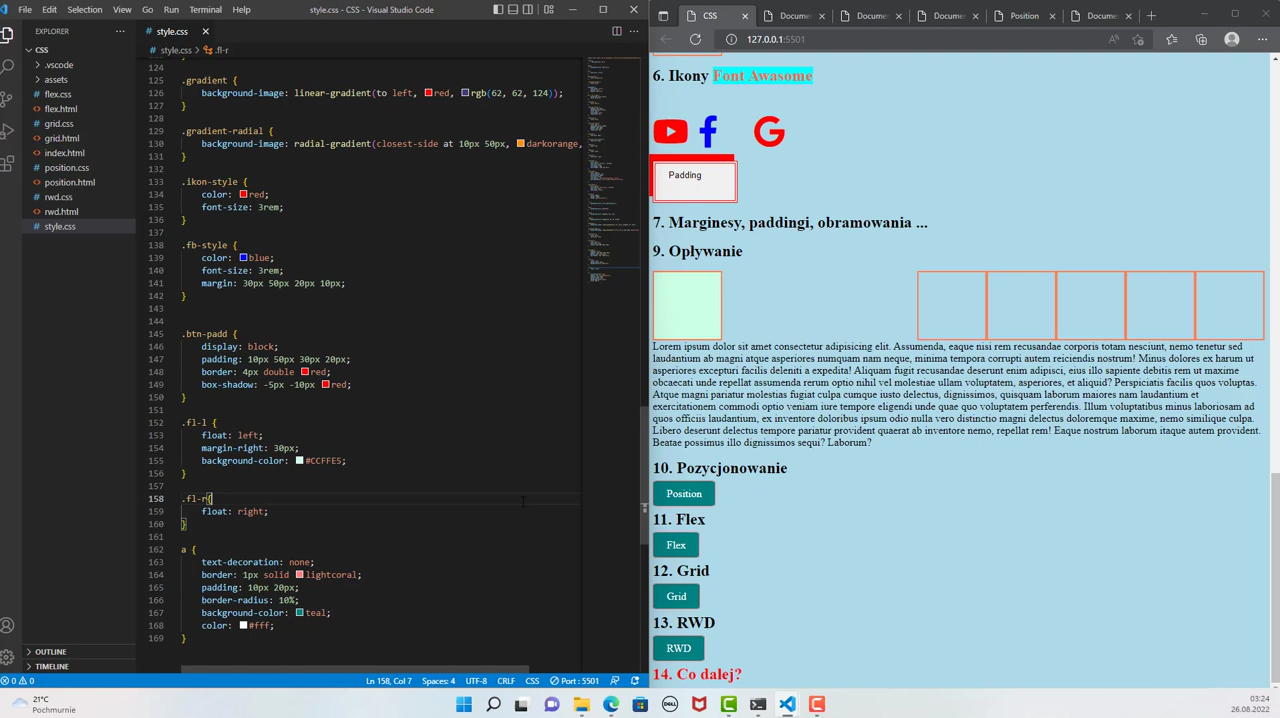 File Edit Selection View Go ··· style.css - CSS - Visual Studio Code
EXPLORER
CSS
.vscode
assets
flex.css
flex.html
grid.css
grid.html
index.html
position.css
position.html
rwd.css
rwd.html
style.css
OUTLINE
TIMELINE
style.css
style.css > .fl-r
125 .gradient {
126 background-image: linear-gradient(to left, red, rgb(62, 62, 124));
127 }
128
129 .gradient-radial {
130 background-image: radial-gradient(closest-side at 10px 50px, darkorange,
131 }
132
133 .ikon-style {
134 color: red;
135 font-size: 3rem;
136 }
137
138 .fb-style {
139 color: blue;
140 font-size: 3rem;
141 margin: 30px 50px 20px 10px;
142 }
143
144
145 .btn-padd {
146 display: block;
147 padding: 10px 50px 30px 20px;
148 border: 4px double red;
149 box-shadow: -5px -10px red;
150 }
151
152 .fl-l {
153 float: left;
154 margin-right: 30px;
155 background-color: #CCFFE5;
156 }
157
158 .fl-r{
159 float: right;
160 }
161
162 a {
163 text-decoration: none;
164 border: 1px solid lightcoral;
165 padding: 10px 20px;
166 border-radius: 10%;
167 background-color: teal;
168 color: #fff;
169 }
0 0 Ln 158, Col 7 Spaces: 4 UTF-8 CRLF CSS Port : 5501
CSS Docume Docume Docume Docume Position Docume
127.0.0.1:5501
6. Ikony Font Awasome
Padding
7. Marginesy, paddingi, obramowania ...
9. Opływanie
Lorem ipsum dolor sit amet consectetur adipisicing elit. Assumenda, eaque nisi rem recusandae corporis totam nesciunt, nemo tenetur sed
laudantium ab magni atque asperiores numquam nam neque, minima tempora corrupti autem reiciendis nostrum! Minus dolores ex harum ut
asperiores excepturi facilis deleniti a expedita! Aliquam fugit recusandae deserunt enim adipisci, eius illo sapiente debitis rem ut maiores
obcaecati unde repellat assumenda rerum optio nihil vel molestiae ullam voluptatem, asperiores, et aliquid? Perspiciatis facilis quos voluptas.
Atque magni pariatur molestias fugiat culpa cumque iusto delectus, dignissimos, quisquam laborum maiores nam laudantium et
exercitationem commodi optio veniam iure tempore eligendi unde quae quo voluptatem perferendis. Illum voluptatibus minus laboriosam ad
quos officiis laudantium, ex inventore doloribus ipsum odio nulla vero distinctio magni delectus doloremque maxime, nemo similique culpa.
Libero deserunt delectus tempore pariatur provident quaerat ab inventore nemo, repellat rem! Eaque nostrum laborum itaque autem provident.
Beatae possimus illo dignissimos sequi? Laborum?
10. Pozycjonowanie
Position
11. Flex
Flex
12. Grid
Grid
13. RWD
RWD
14. Co dalej?
21°C
Pochmurnie
DELL
03:24
26.08.2022